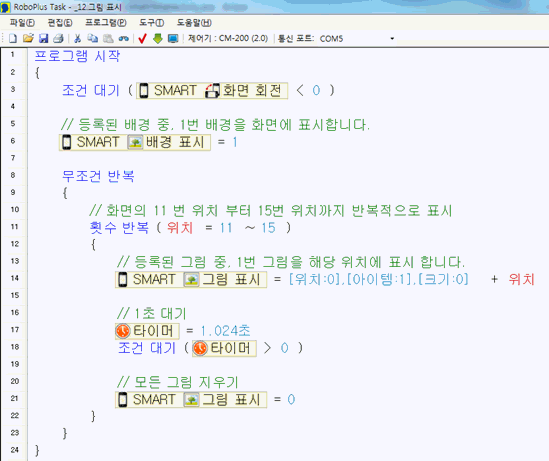 RoboPlus Task - _12.그림 표시
파일(F) 편집(E) 프로그램(P) 도구(T) 도움말(H)
제어기 : CM-200 (2.0) 통신 포트: COM5
1 프로그램 시작
2 {
3 조건 대기 ( SMART 화면 회전 < 0 )
4
5 // 등록된 배경 중, 1번 배경을 화면에 표시합니다.
6 SMART 배경 표시 = 1
7
8 무조건 반복
9 {
10 // 화면의 11 번 위치 부터 15번 위치까지 반복적으로 표시
11 횟수 반복 ( 위치 = 11 ~ 15 )
12 {
13 // 등록된 그림 중, 1번 그림을 해당 위치에 표시 합니다.
14 SMART 그림 표시 = [위치:0],[아이템:1],[크기:0] + 위치
15
16 // 1초 대기
17 타이머 = 1.024초
18 조건 대기 ( 타이머 > 0 )
19
20 // 모든 그림 지우기
21 SMART 그림 표시 = 0
22 }
23 }
24 }